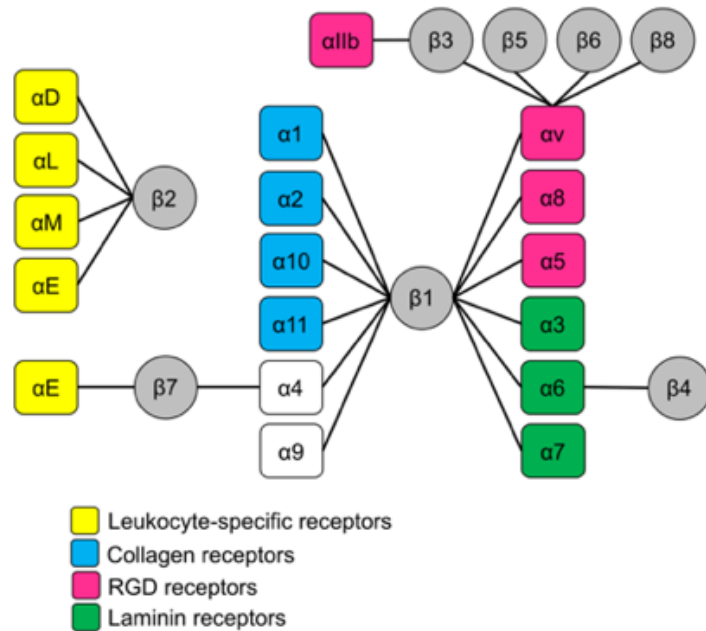 αIIb β3 β5 β6 β8
αD α1 αv
αL β2 α2 α8
αM α10 α5
αE α11 β1 α3
αE β7 α4 α6 β4
α9 α7
Leukocyte-specific receptors
Collagen receptors
RGD receptors
Laminin receptors